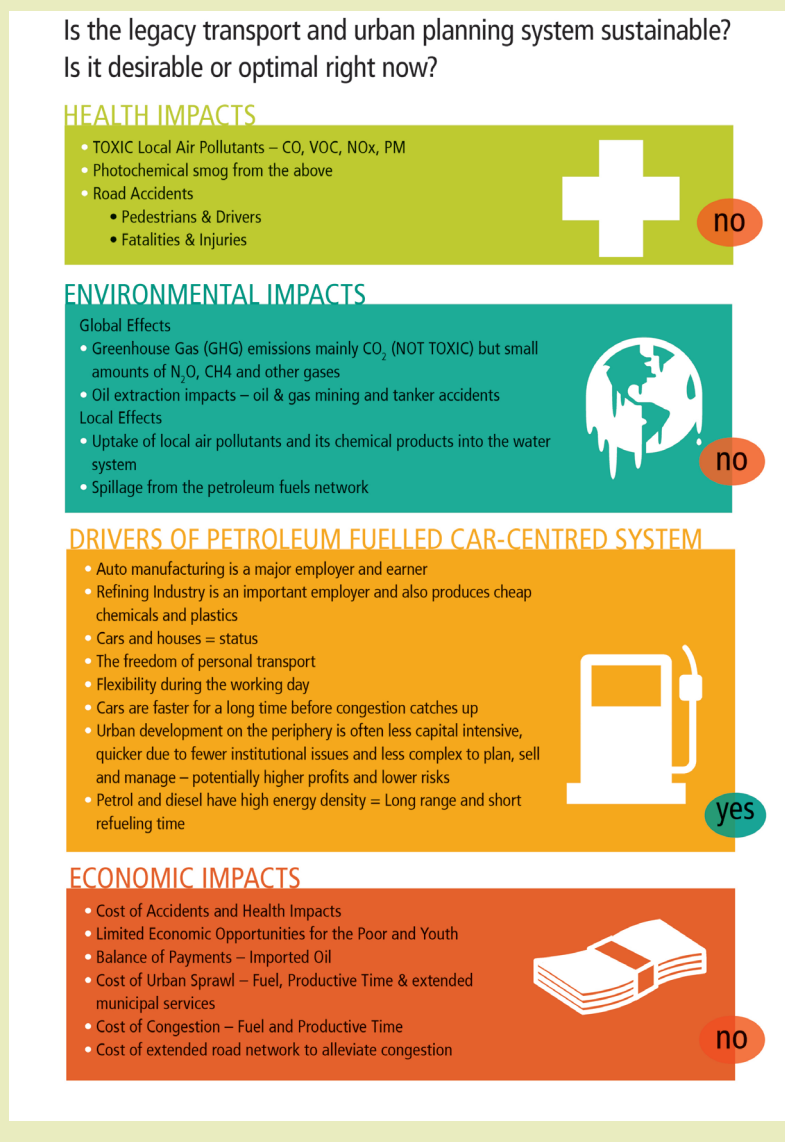 Is the legacy transport and urban planning system sustainable?
Is it desirable or optimal right now?
HEALTH IMPACTS
• TOXIC Local Air Pollutants – CO, VOC, NOx, PM
• Photochemical smog from the above
• Road Accidents
• Pedestrians & Drivers
• Fatalities & Injuries
no
ENVIRONMENTAL IMPACTS
Global Effects
• Greenhouse Gas (GHG) emissions mainly CO₂ (NOT TOXIC) but small
amounts of N₂O, CH4 and other gases
• Oil extraction impacts – oil & gas mining and tanker accidents
Local Effects
• Uptake of local air pollutants and its chemical products into the water
system
• Spillage from the petroleum fuels network
no
DRIVERS OF PETROLEUM FUELLED CAR-CENTRED SYSTEM
• Auto manufacturing is a major employer and earner
• Refining Industry is an important employer and also produces cheap
chemicals and plastics
• Cars and houses = status
• The freedom of personal transport
• Flexibility during the working day
• Cars are faster for a long time before congestion catches up
• Urban development on the periphery is often less capital intensive,
quicker due to fewer institutional issues and less complex to plan, sell
and manage – potentially higher profits and lower risks
• Petrol and diesel have high energy density = Long range and short
refueling time
yes
ECONOMIC IMPACTS
• Cost of Accidents and Health Impacts
• Limited Economic Opportunities for the Poor and Youth
• Balance of Payments – Imported Oil
• Cost of Urban Sprawl – Fuel, Productive Time & extended
municipal services
• Cost of Congestion – Fuel and Productive Time
• Cost of extended road network to alleviate congestion
no